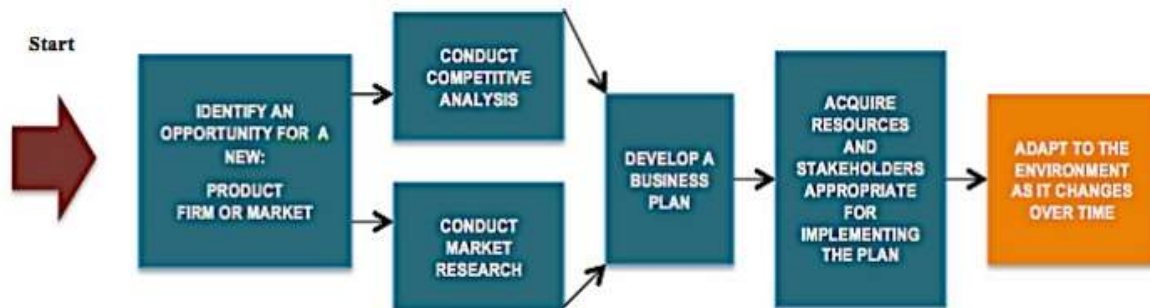 Start
IDENTIFY AN
OPPORTUNITY FOR A
NEW:
PRODUCT
FIRM OR MARKET
CONDUCT
COMPETITIVE
ANALYSIS
CONDUCT
MARKET
RESEARCH
DEVELOP A
BUSINESS
PLAN
ACQUIRE
RESOURCES
AND
STAKEHOLDERS
APPROPRIATE
FOR
IMPLEMENTING
THE PLAN
ADAPT TO THE
ENVIRONMENT
AS IT CHANGES
OVER TIME